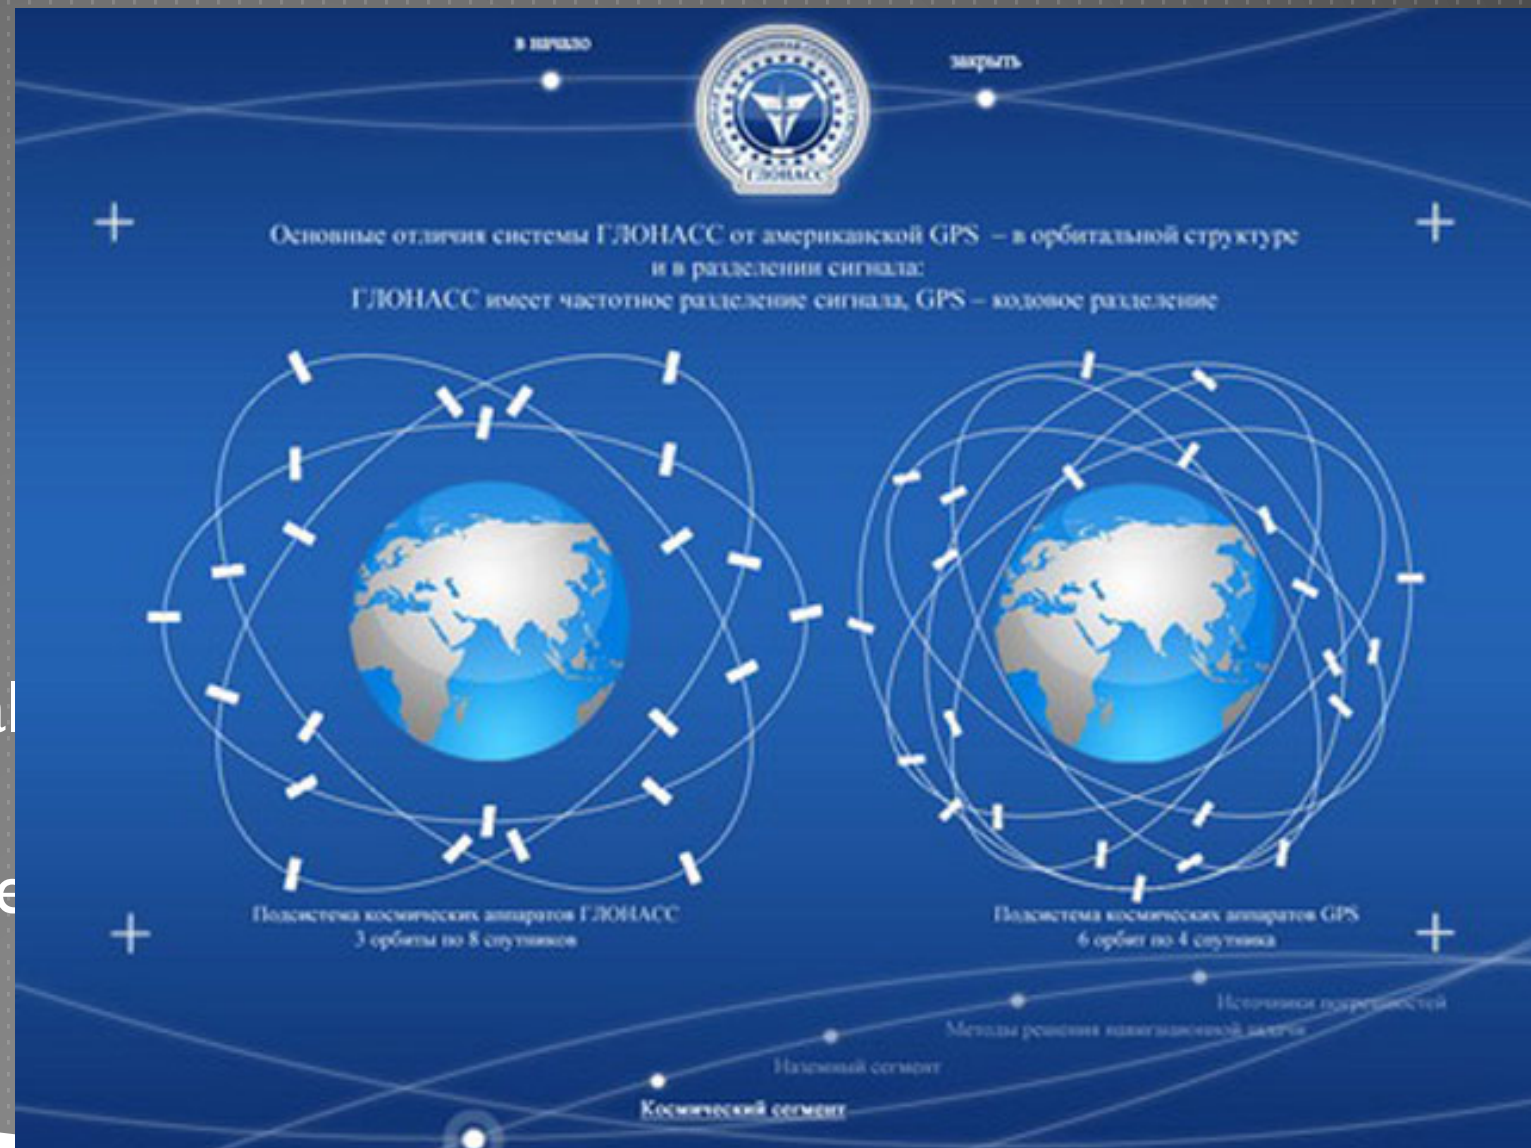 в начало
закрыть
ГЛОНАСС
Основные отличия системы ГЛОНАСС от американской GPS – в орбитальной структуре
и в разделении сигнала:
ГЛОНАСС имеет частотное разделение сигнала, GPS – кодовое разделение
Подсистема космических аппаратов ГЛОНАСС
3 орбиты по 8 спутников
Подсистема космических аппаратов GPS
6 орбит по 4 спутника
Источники погрешностей
Методы решения навигационной задачи
Наземный сегмент
Космический сегмент